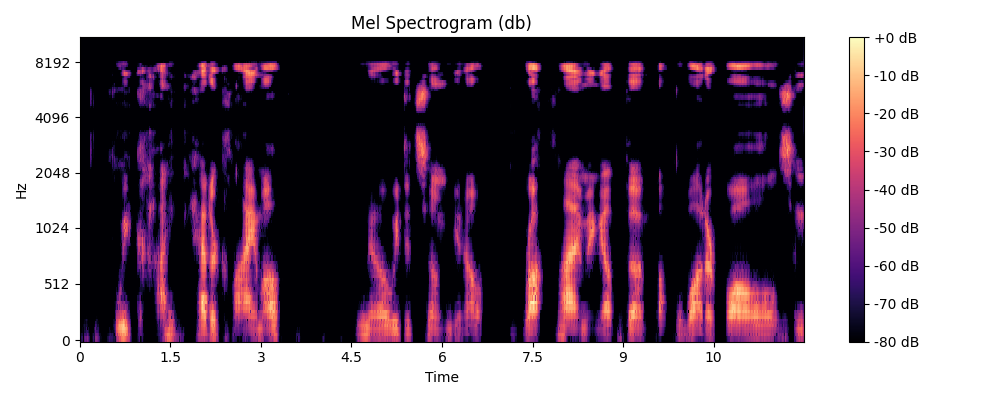 Mel Spectrogram (db)
8192
4096
2048
1024
512
0
Hz
0 1.5 3 4.5 6 7.5 9 10
Time
+0 dB
-10 dB
-20 dB
-30 dB
-40 dB
-50 dB
-60 dB
-70 dB
-80 dB